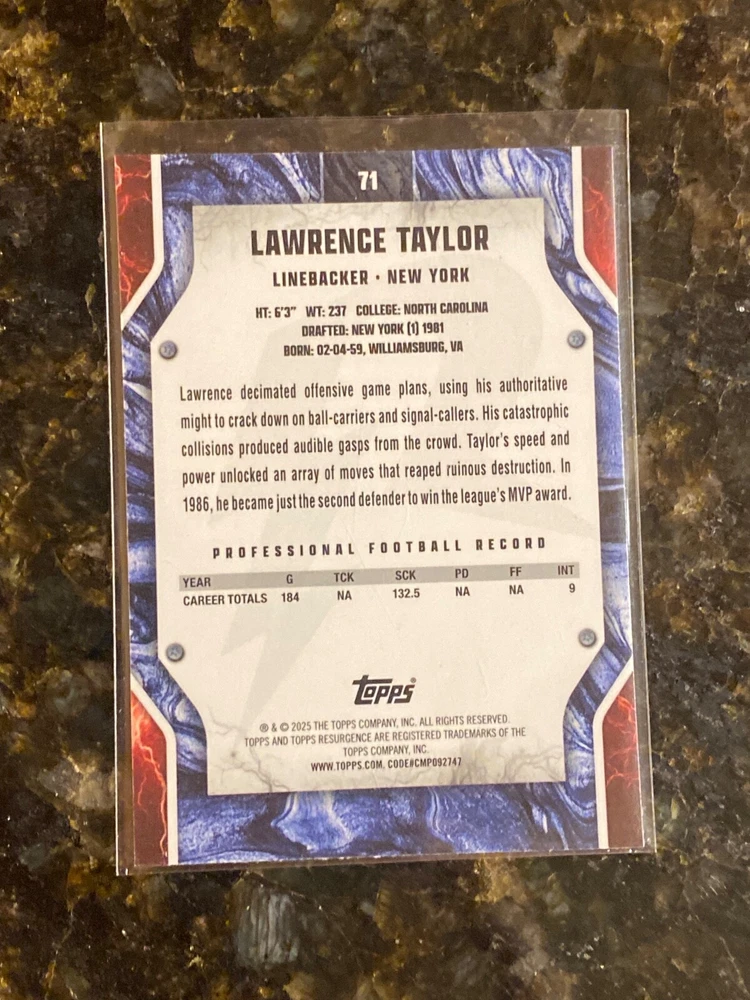 71
LAWRENCE TAYLOR
LINEBACKER • NEW YORK
HT: 6'3" WT: 237 COLLEGE: NORTH CAROLINA
DRAFTED: NEW YORK (1) 1981
BORN: 02-04-59, WILLIAMSBURG, VA
Lawrence decimated offensive game plans, using his authoritative
might to crack down on ball-carriers and signal-callers. His catastrophic
collisions produced audible gasps from the crowd. Taylor's speed and
power unlocked an array of moves that reaped ruinous destruction. In
1986, he became just the second defender to win the league's MVP award.
PROFESSIONAL FOOTBALL RECORD
YEAR G TCK SCK PD FF INT
CAREER TOTALS 184 NA 132.5 NA NA 9
Topps®
® & © 2025 THE TOPPS COMPANY, INC. ALL RIGHTS RESERVED.
TOPPS AND TOPPS RESURGENCE ARE REGISTERED TRADEMARKS OF THE
TOPPS COMPANY, INC.
WWW.TOPPS.COM. CODE#CMP092747